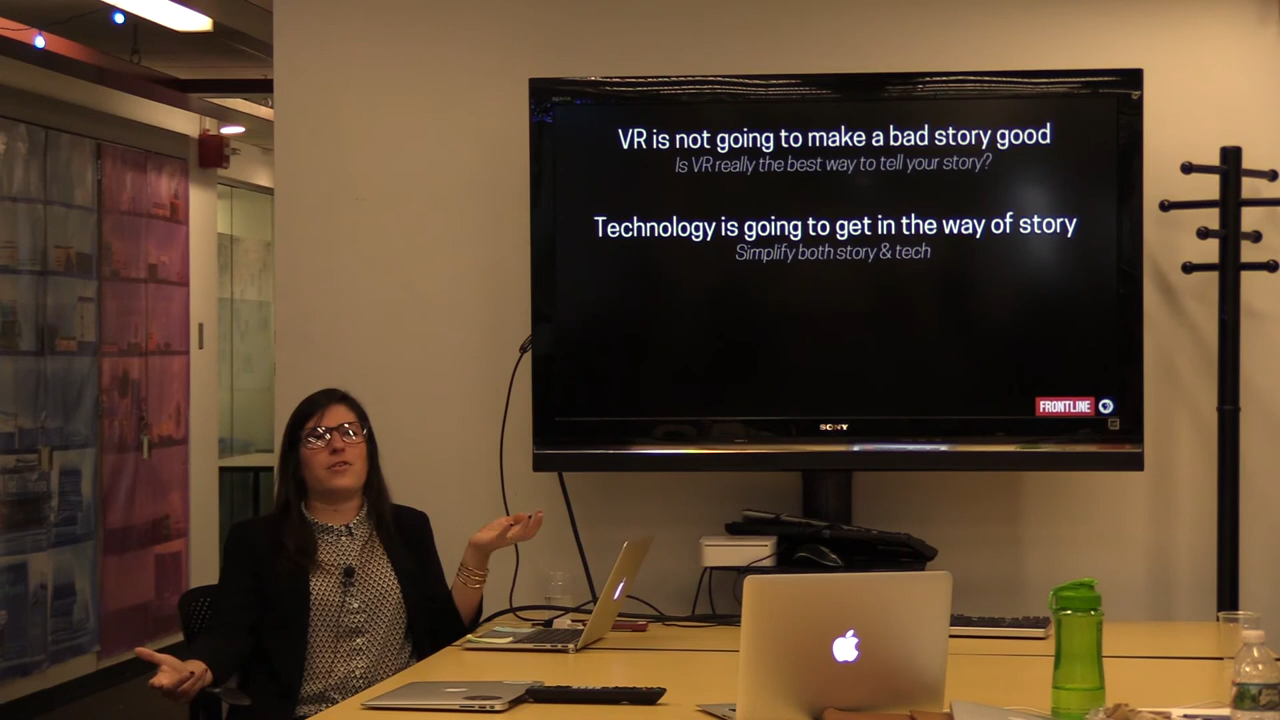 VR is not going to make a bad story good
Is VR really the best way to tell your story?
Technology is going to get in the way of story
Simplify both story & tech
FRONTLINE
SONY